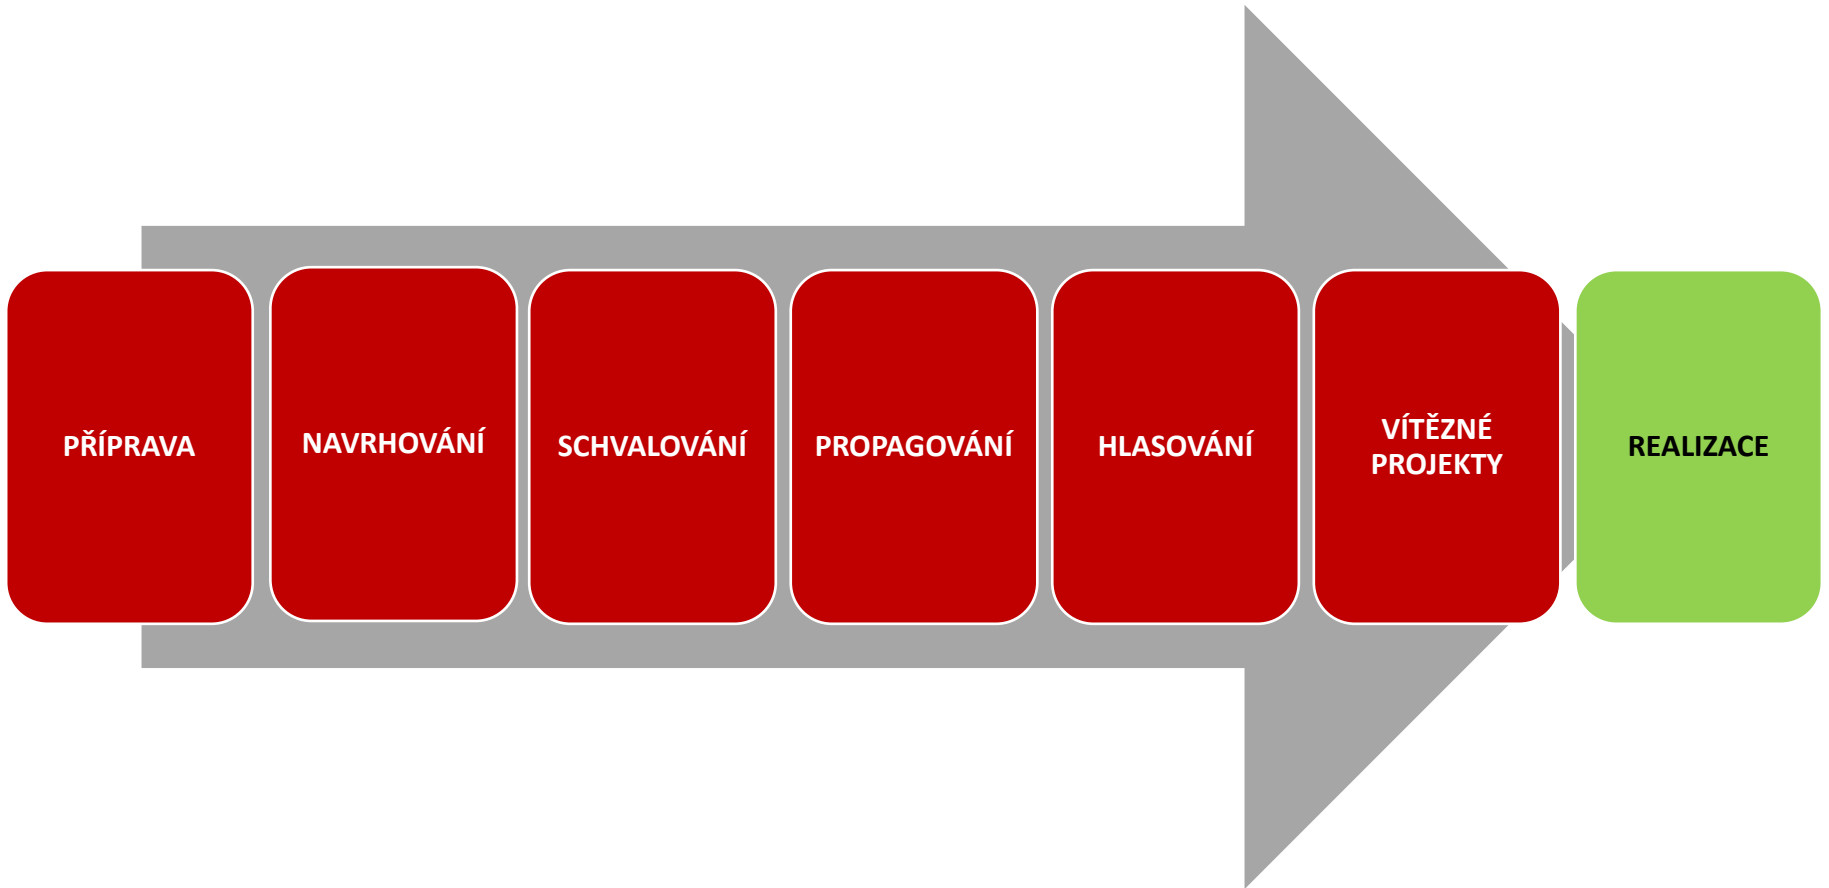 PŘÍPRAVA
NAVRHOVÁNÍ
SCHVALOVÁNÍ
PROPAGOVÁNÍ
HLASOVÁNÍ
VÍTĚZNÉ
PROJEKTY
REALIZACE